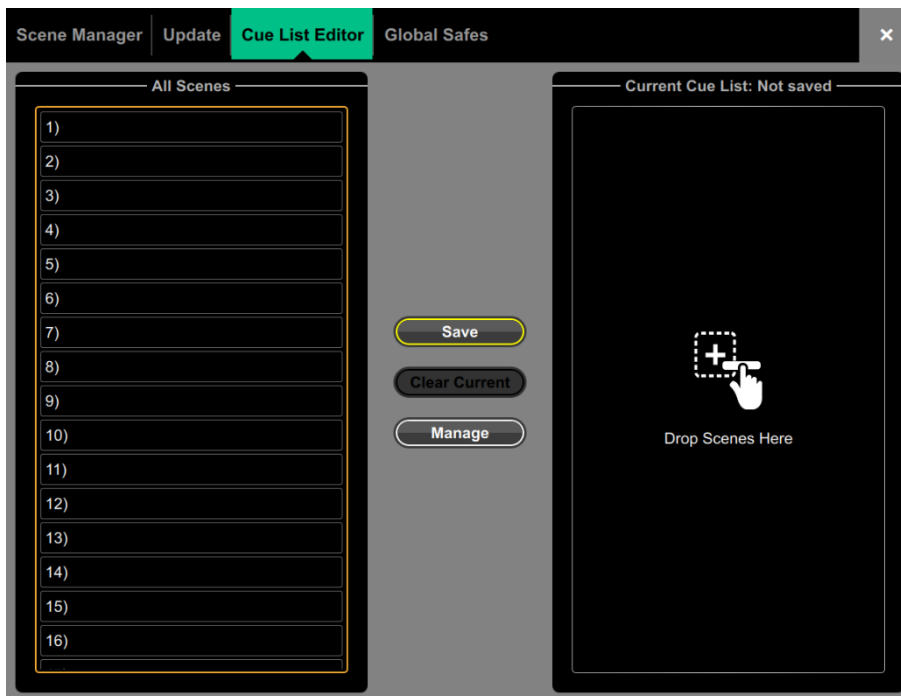 Scene Manager Update Cue List Editor Global Safes ×
All Scenes
1)
2)
3)
4)
5)
6)
7)
8)
9)
10)
11)
12)
13)
14)
15)
16)
Save
Clear Current
Manage
Current Cue List: Not saved
Drop Scenes Here